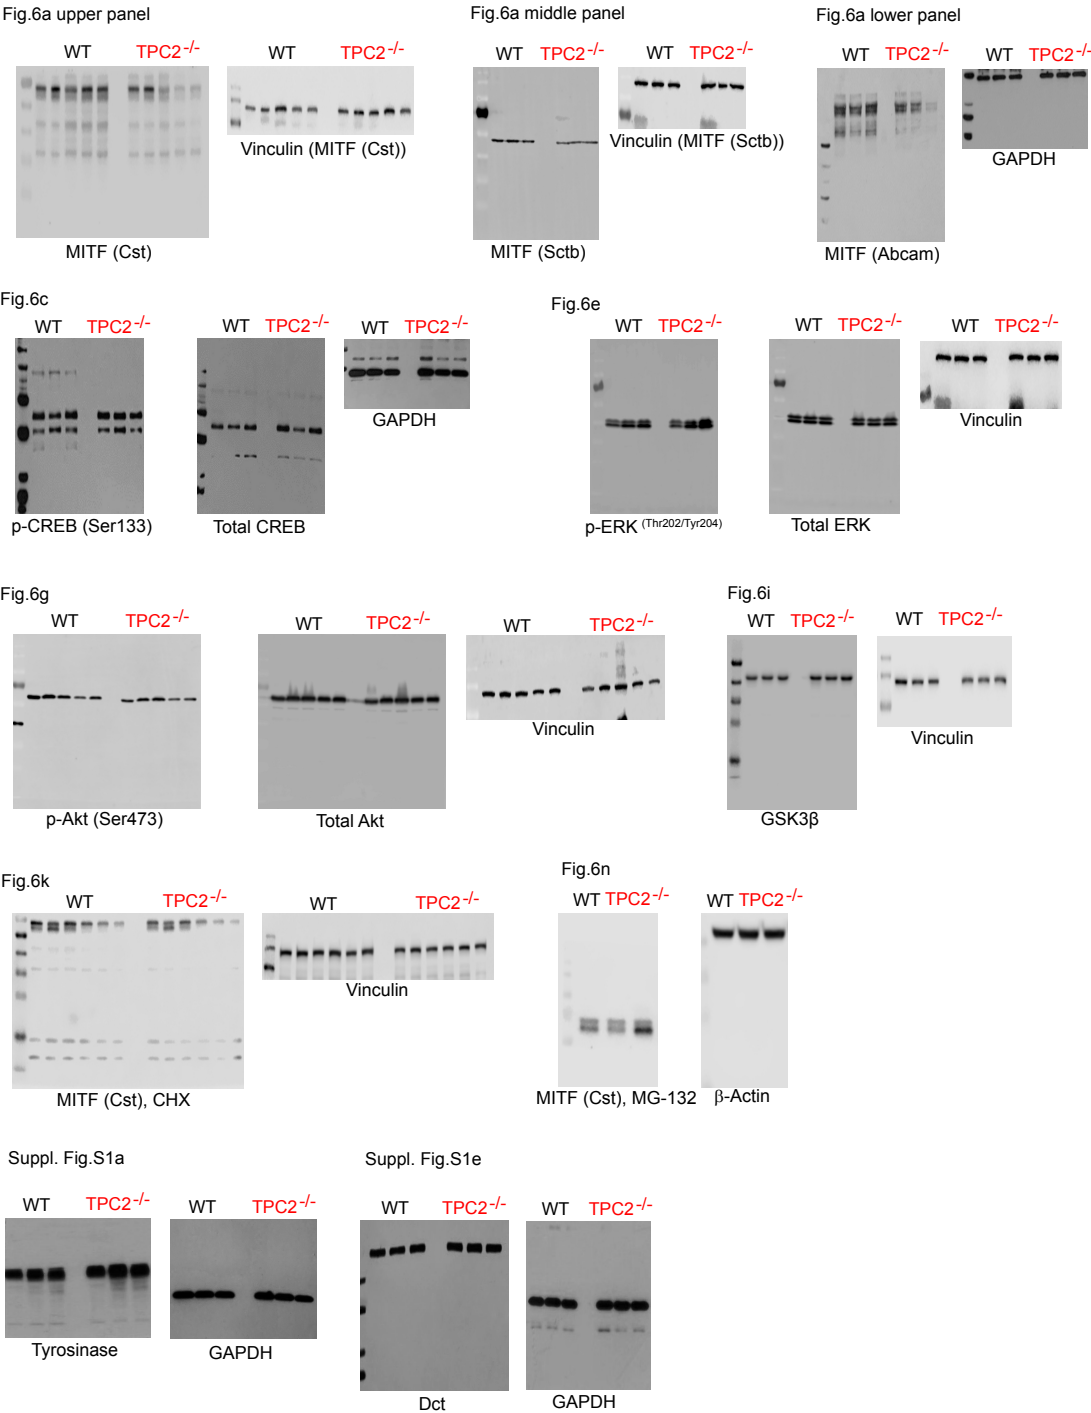 Fig.6a upper panel
WT TPC2-/-
WT TPC2-/-
Vinculin (MITF (Cst))
MITF (Cst)
Fig.6a middle panel
WT TPC2-/-
WT TPC2-/-
Vinculin (MITF (Sctb))
MITF (Sctb)
Fig.6a lower panel
WT TPC2-/-
WT TPC2-/-
GAPDH
MITF (Abcam)
Fig.6c
WT TPC2-/-
WT TPC2-/-
WT TPC2-/-
GAPDH
p-CREB (Ser133)
Total CREB
Fig.6e
WT TPC2-/-
WT TPC2-/-
WT TPC2-/-
Vinculin
p-ERK (Thr202/Tyr204)
Total ERK
Fig.6g
WT TPC2-/-
WT TPC2-/-
WT TPC2-/-
Vinculin
p-Akt (Ser473)
Total Akt
Fig.6i
WT TPC2-/-
WT TPC2-/-
Vinculin
GSK3β
Fig.6k
WT TPC2-/-
WT TPC2-/-
Vinculin
MITF (Cst), CHX
Fig.6n
WT TPC2-/-
WT TPC2-/-
MITF (Cst), MG-132
β-Actin
Suppl. Fig.S1a
WT TPC2-/-
WT TPC2-/-
Tyrosinase
GAPDH
Suppl. Fig.S1e
WT TPC2-/-
WT TPC2-/-
Dct
GAPDH